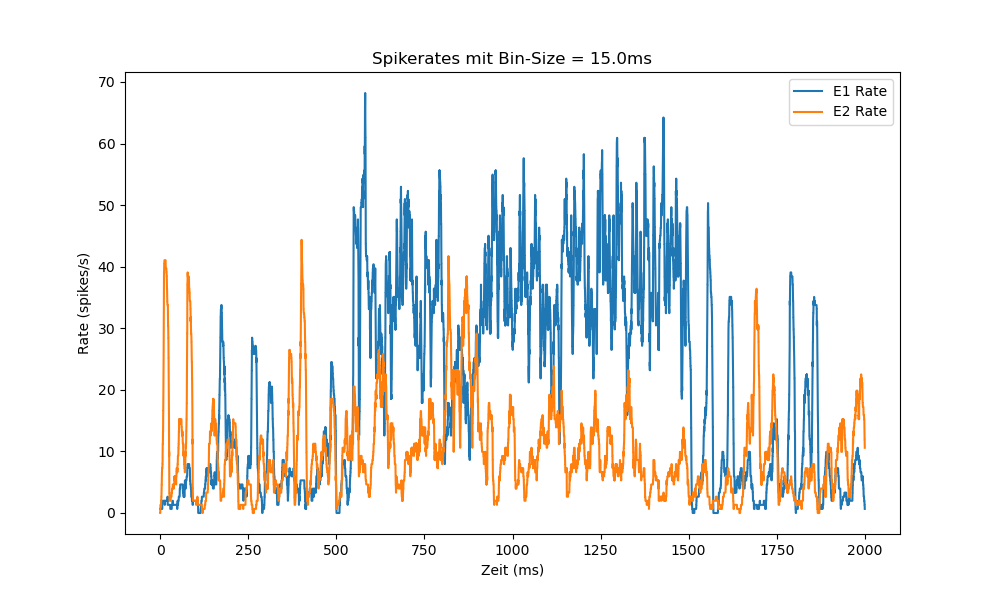 Spikerates mit Bin-Size = 15.0ms
E1 Rate
E2 Rate
70
60
50
40
30
20
10
0
Rate (spikes/s)
0 250 500 750 1000 1250 1500 1750 2000
Zeit (ms)